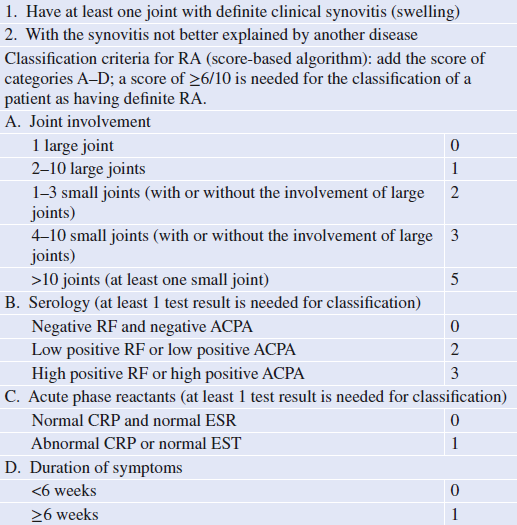 1. Have at least one joint with definite clinical synovitis (swelling)
2. With the synovitis not better explained by another disease
Classification criteria for RA (score-based algorithm): add the score of
categories A–D; a score of ≥6/10 is needed for the classification of a
patient as having definite RA.
A. Joint involvement
1 large joint 0
2–10 large joints 1
1–3 small joints (with or without the involvement of large 2
joints)
4–10 small joints (with or without the involvement of large 3
joints)
>10 joints (at least one small joint) 5
B. Serology (at least 1 test result is needed for classification)
Negative RF and negative ACPA 0
Low positive RF or low positive ACPA 2
High positive RF or high positive ACPA 3
C. Acute phase reactants (at least 1 test result is needed for classification)
Normal CRP and normal ESR 0
Abnormal CRP or normal EST 1
D. Duration of symptoms
<6 weeks 0
≥6 weeks 1